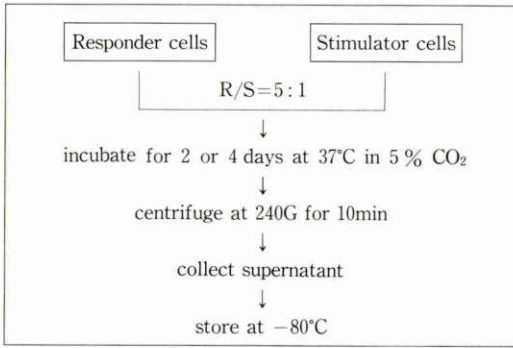 Responder cells Stimulator cells
R/S=5:1
↓
incubate for 2 or 4 days at 37℃ in 5% CO₂
↓
centrifuge at 240G for 10min
↓
collect supernatant
↓
store at −80℃